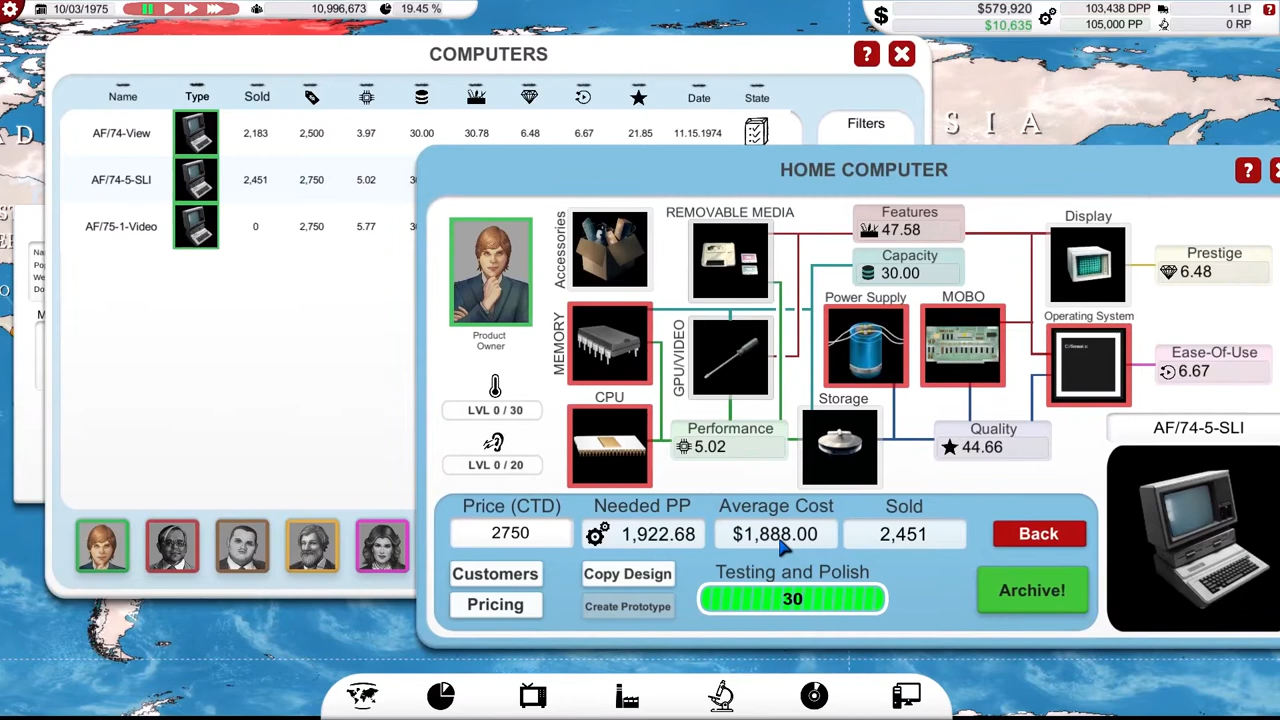 10/03/1975
10,996,673
19.45 %
$
$579,920
$10,635
103,438 DPP
105,000 PP
1 LP
0 RP
?
COMPUTERS
?
Name Type Sold Date State
AF/74-View 2,183 2,500 3.97 30.00 30.78 6.48 6.67 21.85 11.15.1974
AF/74-5-SLI 2,451 2,750 5.02
AF/75-1-Video 0 2,750 5.77
Filters
S I A
HOME COMPUTER
?
Product
Owner
LVL 0 / 30
LVL 0 / 20
Accessories
REMOVABLE MEDIA
Features
47.58
Capacity
30.00
Display
Prestige
6.48
MEMORY
GPU/VIDEO
Power Supply
MOBO
Operating System
Ease-Of-Use
6.67
CPU
Performance
5.02
Storage
Quality
44.66
AF/74-5-SLI
Price (CTD)
2750
Needed PP
1,922.68
Average Cost
$1,888.00
Sold
2,451
Back
Customers
Copy Design
Testing and Polish
30
Pricing
Create Prototype
Archive!